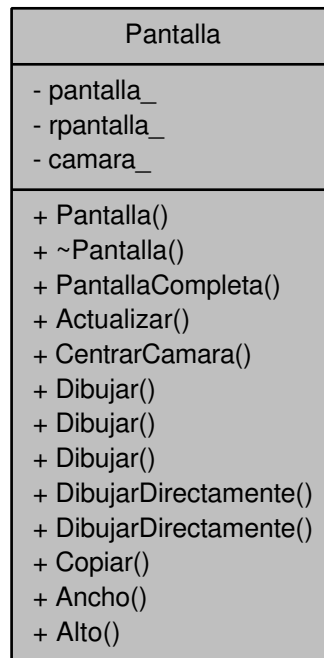 Pantalla
- pantalla_
- rpantalla_
- camara_
+ Pantalla()
+ ~Pantalla()
+ PantallaCompleta()
+ Actualizar()
+ CentrarCamara()
+ Dibujar()
+ Dibujar()
+ Dibujar()
+ DibujarDirectamente()
+ DibujarDirectamente()
+ Copiar()
+ Ancho()
+ Alto()